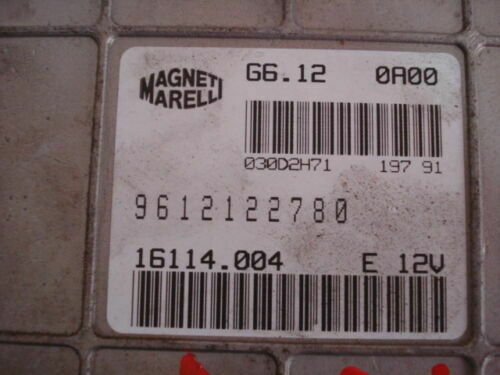 MAGNETI
MARELLI
G6.12 0A00
030D2H71 197 91
9612122780
16114.004 E 12V